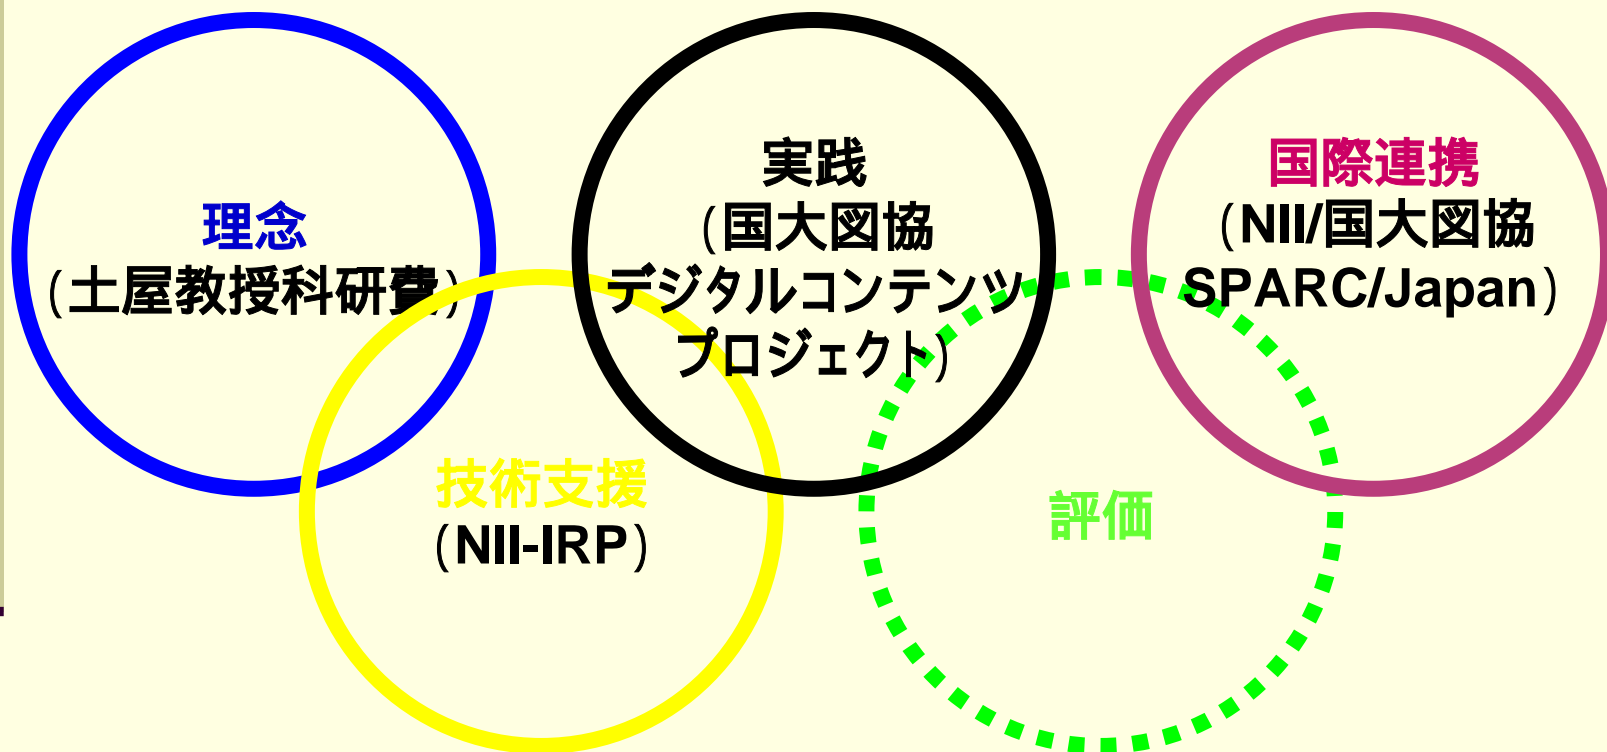 理念
(土屋教授科研費)
実践
(国大図協
デジタルコンテンツ
プロジェクト)
国際連携
(NII/国大図協
SPARC/Japan)
技術支援
(NII-IRP)
評価